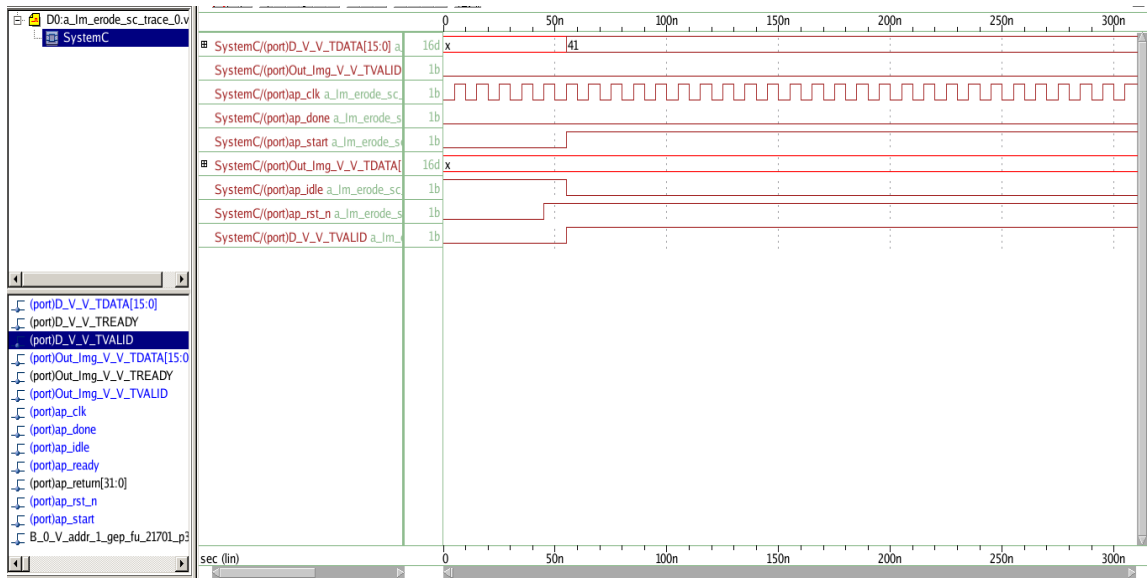 D0:a_Im_erode_sc_trace_0.v
SystemC
0 50n 100n 150n 200n 250n 300n
SystemC/(port)D_V_V_TDATA[15:0] a_ 16d x 41
SystemC/(port)Out_Img_V_V_TVALID 1b
SystemC/(port)ap_clk a_Im_erode_sc_ 1b
SystemC/(port)ap_done a_Im_erode_s 1b
SystemC/(port)ap_start a_Im_erode_s 1b
SystemC/(port)Out_Img_V_V_TDATA[ 16d x
SystemC/(port)ap_idle a_Im_erode_sc_ 1b
SystemC/(port)ap_rst_n a_Im_erode_s 1b
SystemC/(port)D_V_V_TVALID a_Im_ 1b
(port)D_V_V_TDATA[15:0]
(port)D_V_V_TREADY
(port)D_V_V_TVALID
(port)Out_Img_V_V_TDATA[15:0
(port)Out_Img_V_V_TREADY
(port)Out_Img_V_V_TVALID
(port)ap_clk
(port)ap_done
(port)ap_idle
(port)ap_ready
(port)ap_return[31:0]
(port)ap_rst_n
(port)ap_start
B_0_V_addr_1_gep_fu_21701_p3
sec (lin) 0 50n 100n 150n 200n 250n 300n